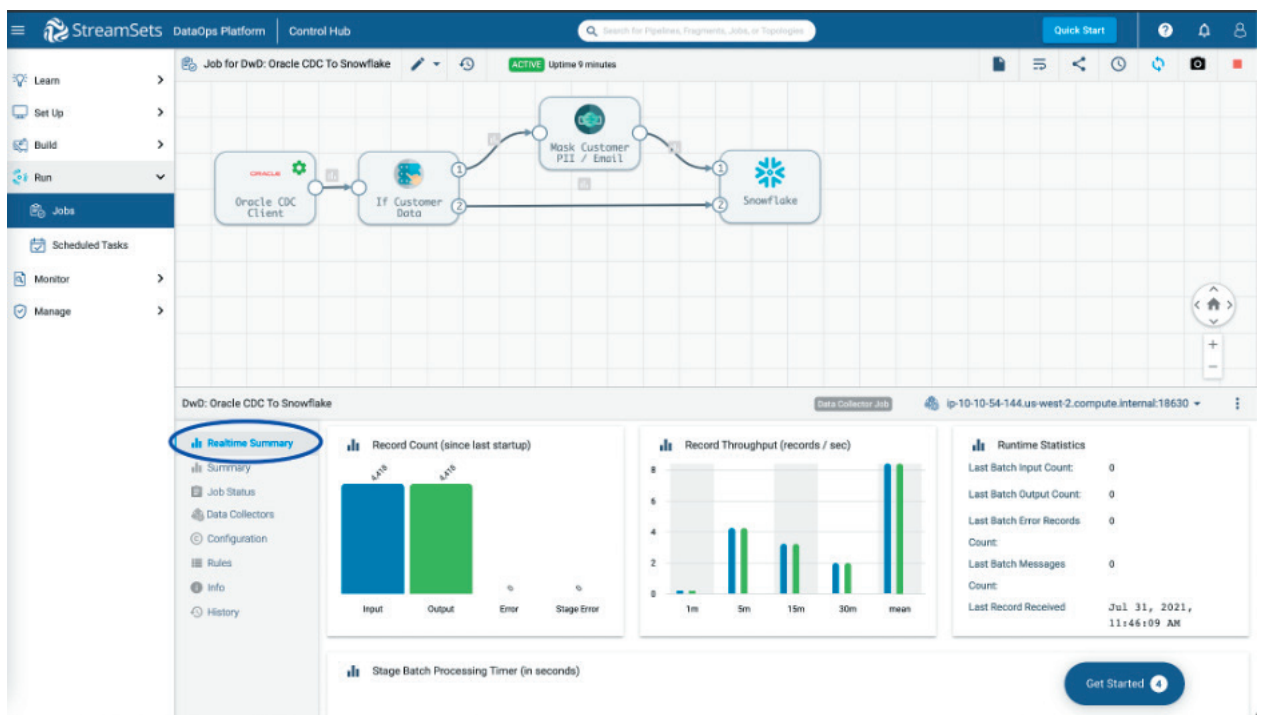 StreamSets DataOps Platform Control Hub
Search for Pipelines, Fragments, Jobs, or Topologies
Quick Start
Learn
Set Up
Build
Run
Jobs
Scheduled Tasks
Monitor
Manage
Job for DwD: Oracle CDC To Snowflake
ACTIVE Uptime 9 minutes
ORACLE
Oracle CDC
Client
If Customer
Data
1
2
Mask Customer
PII / Email
1
2
Snowflake
DwD: Oracle CDC To Snowflake
Data Collector Job
ip-10-10-54-144.us-west-2.compute.internal:18630
Realtime Summary
Summary
Job Status
Data Collectors
Configuration
Rules
Info
History
Record Count (since last startup)
4,418 4,418 0 0
Input Output Error Stage Error
Record Throughput (records / sec)
8
6
4
2
0
1m 5m 15m 30m mean
Runtime Statistics
Last Batch Input Count: 0
Last Batch Output Count: 0
Last Batch Error Records 0
Count:
Last Batch Messages 0
Count:
Last Record Received Jul 31, 2021,
11:46:09 AM
Stage Batch Processing Timer (in seconds)
Get Started 4